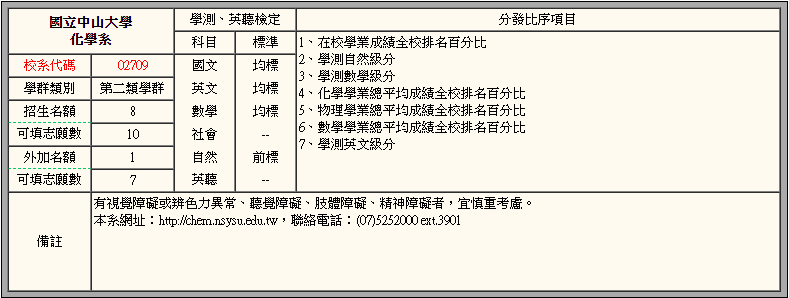 國立中山大學
化學系
學測、英聽檢定
分發比序項目
科目 標準
校系代碼 02709
國文 均標
學群類別 第二類學群
英文 均標
招生名額 8
數學 均標
可填志願數 10
社會 --
外加名額 1
自然 前標
可填志願數 7
英聽 --
1、在校學業成績全校排名百分比
2、學測自然級分
3、學測數學級分
4、化學學業總平均成績全校排名百分比
5、物理學業總平均成績全校排名百分比
6、數學學業總平均成績全校排名百分比
7、學測英文級分
備註
有視覺障礙或辨色力異常、聽覺障礙、肢體障礙、精神障礙者，宜慎重考慮。
本系網址：http://chem.nsysu.edu.tw，聯絡電話：(07)5252000 ext.3901